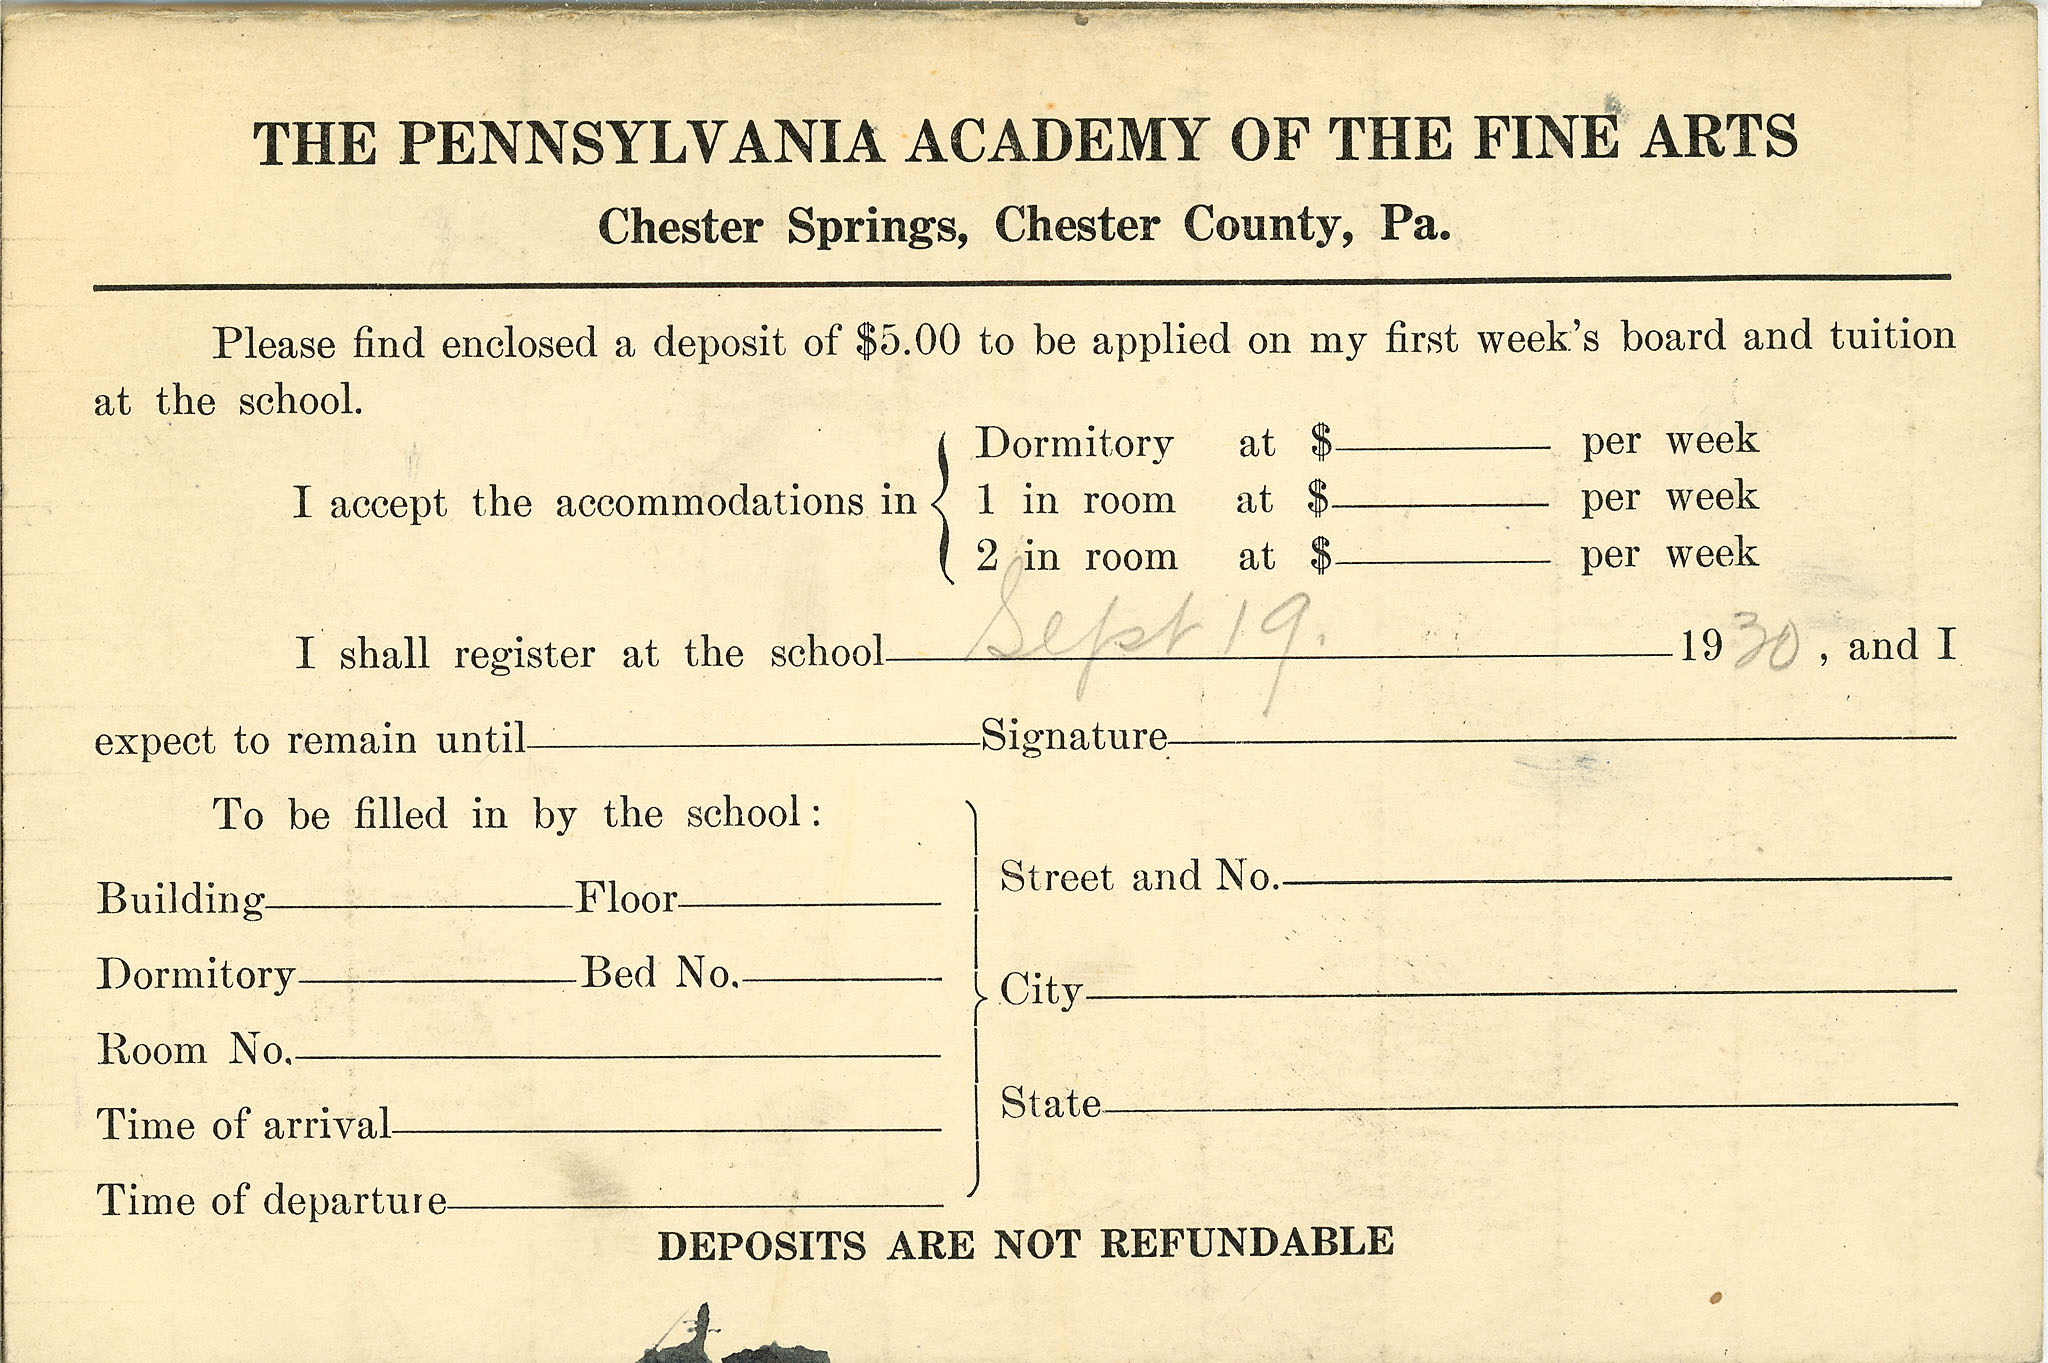 THE PENNSYLVANIA ACADEMY OF THE FINE ARTS
Chester Springs, Chester County, Pa.
Please find enclosed a deposit of $5.00 to be applied on my first week's board and tuition
at the school.
I accept the accommodations in
Dormitory at $ per week
1 in room at $ per week
2 in room at $ per week
I shall register at the school Sept 19. 1930, and I
expect to remain until Signature
To be filled in by the school:
Building Floor
Dormitory Bed No.
Room No.
Time of arrival
Time of departure
Street and No.
City
State
DEPOSITS ARE NOT REFUNDABLE